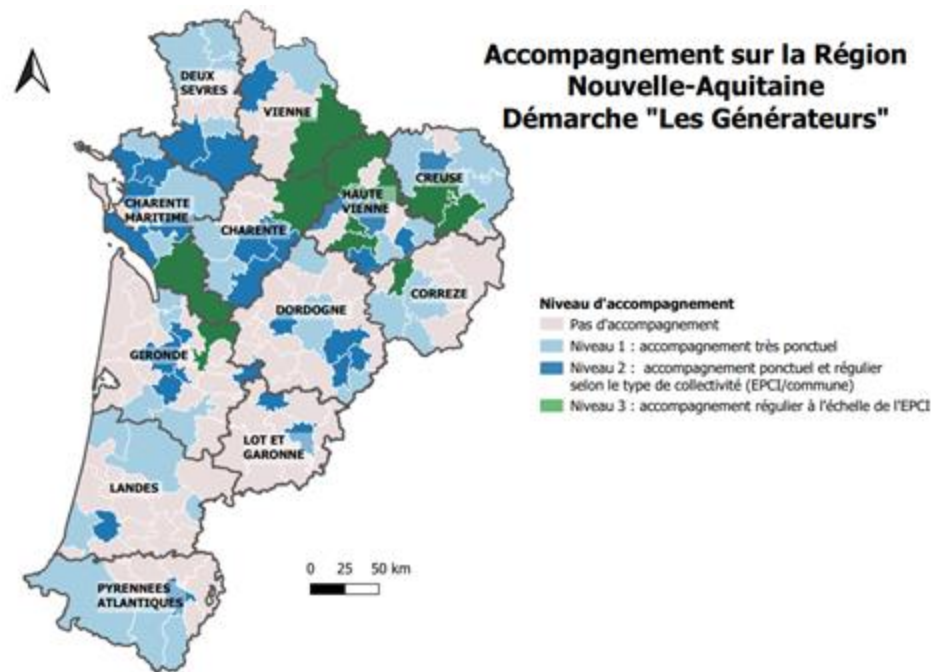 Accompagnement sur la Région
Nouvelle-Aquitaine
Démarche "Les Générateurs"
DEUX
SEVRES
VIENNE
CREUSE
HAUTE
VIENNE
CHARENTE
MARITIME
CHARENTE
CORREZE
DORDOGNE
GIRONDE
LOT ET
GARONNE
LANDES
PYRENNEES
ATLANTIQUES
Niveau d'accompagnement
Pas d'accompagnement
Niveau 1 : accompagnement très ponctuel
Niveau 2 : accompagnement ponctuel et régulier
selon le type de collectivité (EPCI/commune)
Niveau 3 : accompagnement régulier à l'échelle de l'EPCI
0 25 50 km